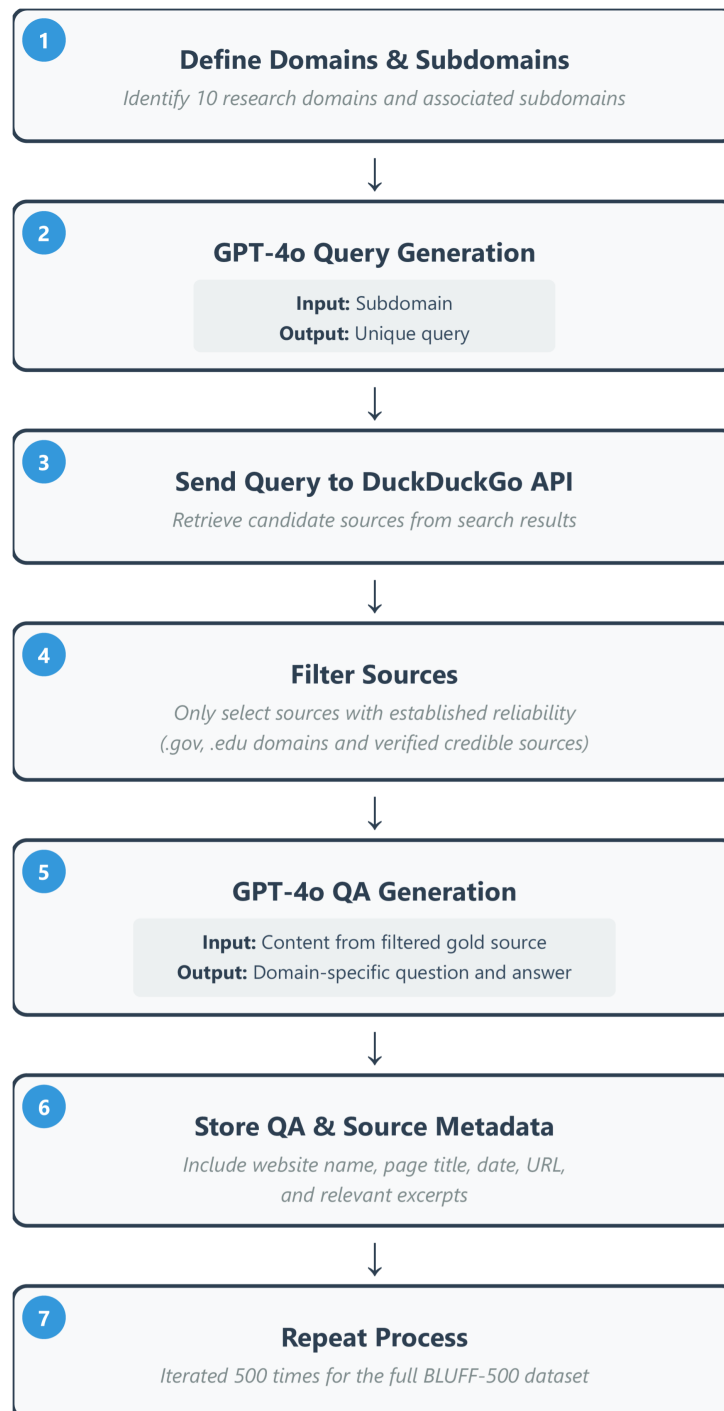 1
Define Domains & Subdomains
Identify 10 research domains and associated subdomains
↓
2
GPT-4o Query Generation
Input: Subdomain
Output: Unique query
↓
3
Send Query to DuckDuckGo API
Retrieve candidate sources from search results
↓
4
Filter Sources
Only select sources with established reliability
(.gov, .edu domains and verified credible sources)
↓
5
GPT-4o QA Generation
Input: Content from filtered gold source
Output: Domain-specific question and answer
↓
6
Store QA & Source Metadata
Include website name, page title, date, URL,
and relevant excerpts
↓
7
Repeat Process
Iterated 500 times for the full BLUFF-500 dataset